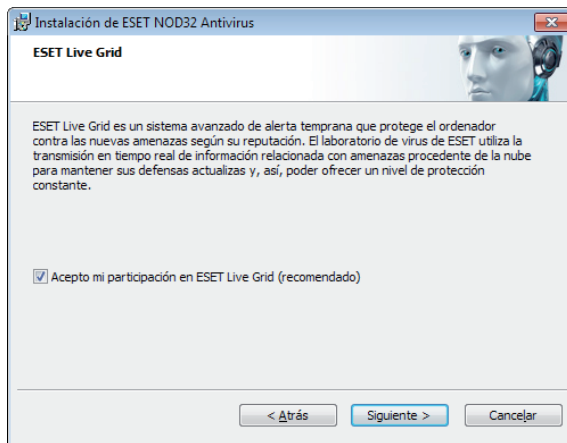 Instalación de ESET NOD32 Antivirus
ESET Live Grid
ESET Live Grid es un sistema avanzado de alerta temprana que protege el ordenador
contra las nuevas amenazas según su reputación. El laboratorio de virus de ESET utiliza la
transmisión en tiempo real de información relacionada con amenazas procedente de la nube
para mantener sus defensas actualizas y, así, poder ofrecer un nivel de protección
constante.
Acepto mi participación en ESET Live Grid (recomendado)
< Atrás Siguiente > Cancelar